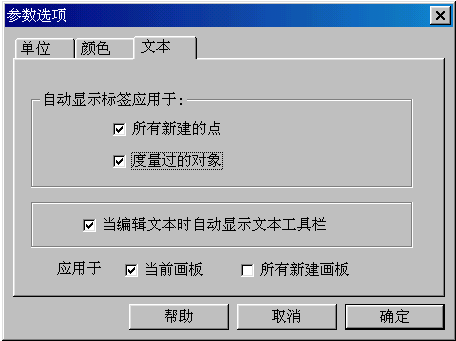 参数选项
单位 颜色 文本
自动显示标签应用于:
所有新建的点
度量过的对象
当编辑文本时自动显示文本工具栏
应用于 当前画板 所有新建画板
帮助 取消 确定